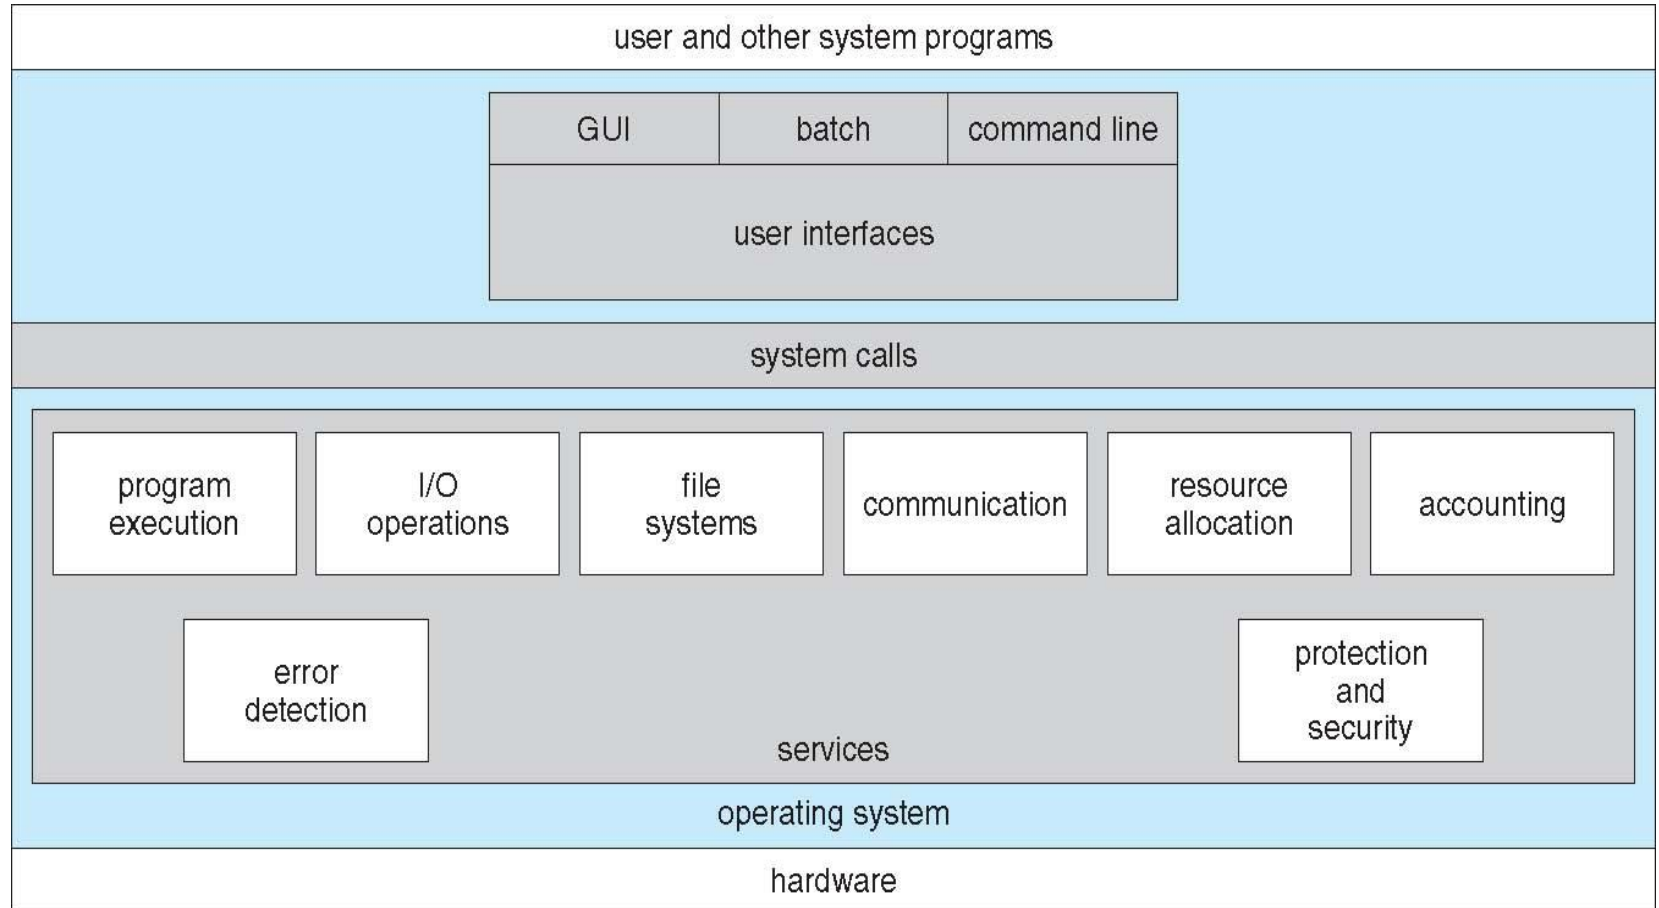 user and other system programs
GUI
batch
command line
user interfaces
system calls
program
execution
I/O
operations
file
systems
communication
resource
allocation
accounting
error
detection
protection
and
security
services
operating system
hardware